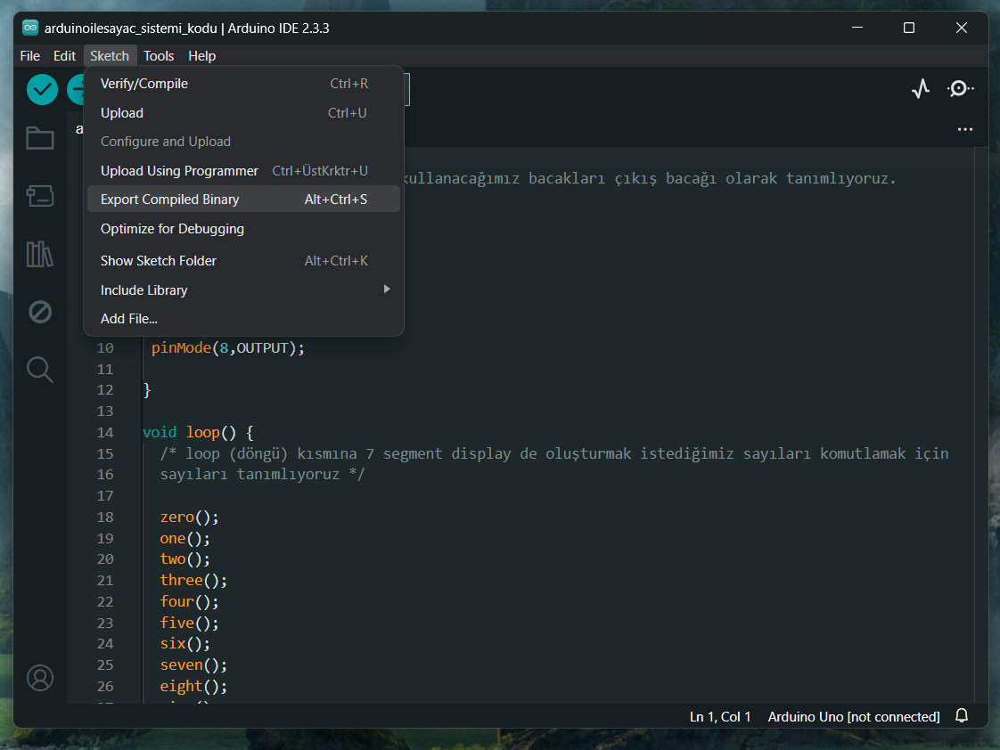 arduinoilesayac_sistemi_kodu | Arduino IDE 2.3.3
File Edit Sketch Tools Help
Verify/Compile Ctrl+R
Upload Ctrl+U
Configure and Upload
Upload Using Programmer Ctrl+ÜstKrktr+U
kullanacağımız bacakları çıkış bacağı olarak tanımlıyoruz.
Export Compiled Binary Alt+Ctrl+S
Optimize for Debugging
Show Sketch Folder Alt+Ctrl+K
Include Library
Add File...
10 pinMode(8,OUTPUT);
11
12 }
13
14 void loop() {
15 /* loop (döngü) kısmına 7 segment display de oluşturmak istediğimiz sayıları komutlamak için
16 sayıları tanımlıyoruz */
17
18 zero();
19 one();
20 two();
21 three();
22 four();
23 five();
24 six();
25 seven();
26 eight();
Ln 1, Col 1 Arduino Uno [not connected]